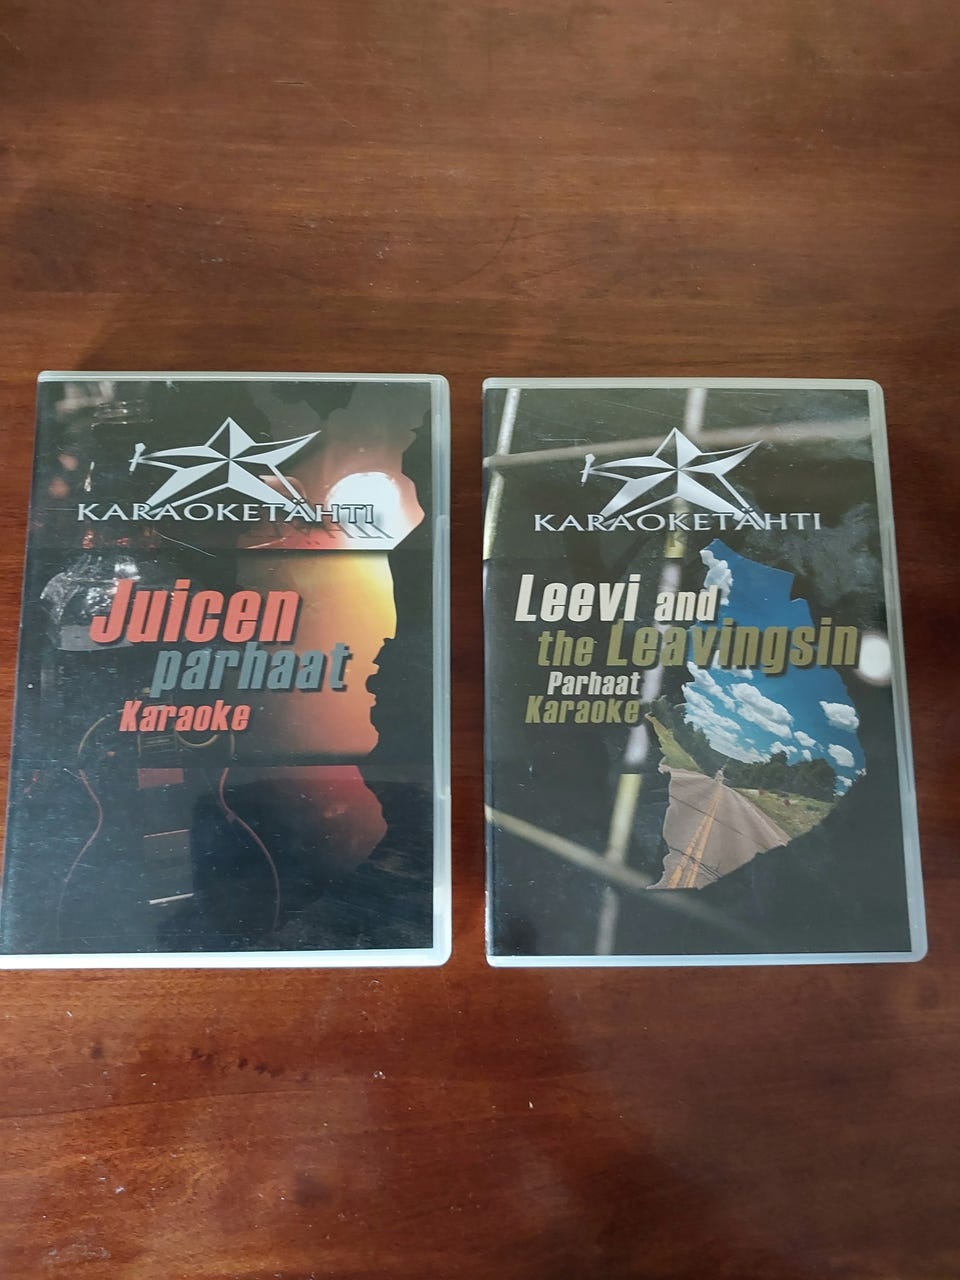 KARAOKETÄHTI
Juicen
parhaat
Karaoke
KARAOKETÄHTI
Leevi and
the Leavingsin
Parhaat
Karaoke